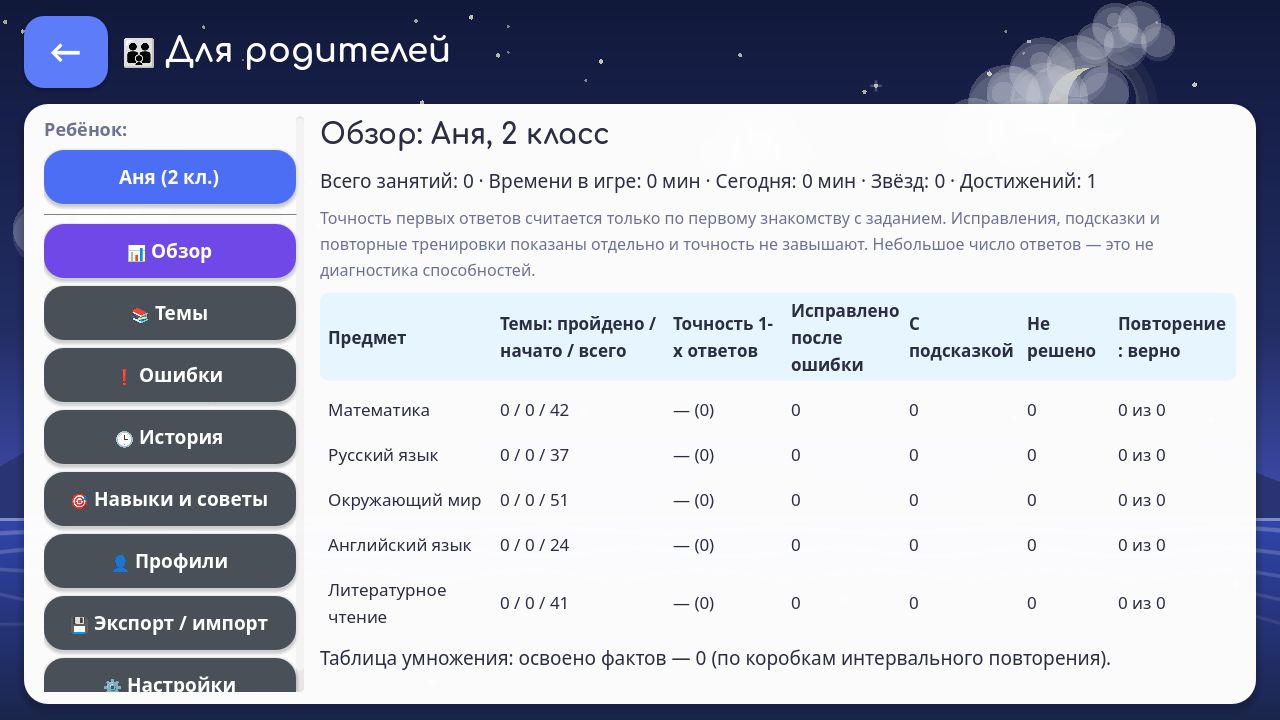 ←
👪 Для родителей
Ребёнок:
Аня (2 кл.)
📊 Обзор
📚 Темы
❗ Ошибки
🕒 История
🎯 Навыки и советы
👤 Профили
💾 Экспорт / импорт
⚙️ Настройки
Обзор: Аня, 2 класс
Всего занятий: 0 · Времени в игре: 0 мин · Сегодня: 0 мин · Звёзд: 0 · Достижений: 1
Точность первых ответов считается только по первому знакомству с заданием. Исправления, подсказки и
повторные тренировки показаны отдельно и точность не завышают. Небольшое число ответов — это не
диагностика способностей.
Предмет
Темы: пройдено /
начато / всего
Точность 1-
х ответов
Исправлено
после
ошибки
С
подсказкой
Не
решено
Повторение
: верно
Математика 0 / 0 / 42 — (0) 0 0 0 0 из 0
Русский язык 0 / 0 / 37 — (0) 0 0 0 0 из 0
Окружающий мир 0 / 0 / 51 — (0) 0 0 0 0 из 0
Английский язык 0 / 0 / 24 — (0) 0 0 0 0 из 0
Литературное
чтение
0 / 0 / 41 — (0) 0 0 0 0 из 0
Таблица умножения: освоено фактов — 0 (по коробкам интервального повторения).